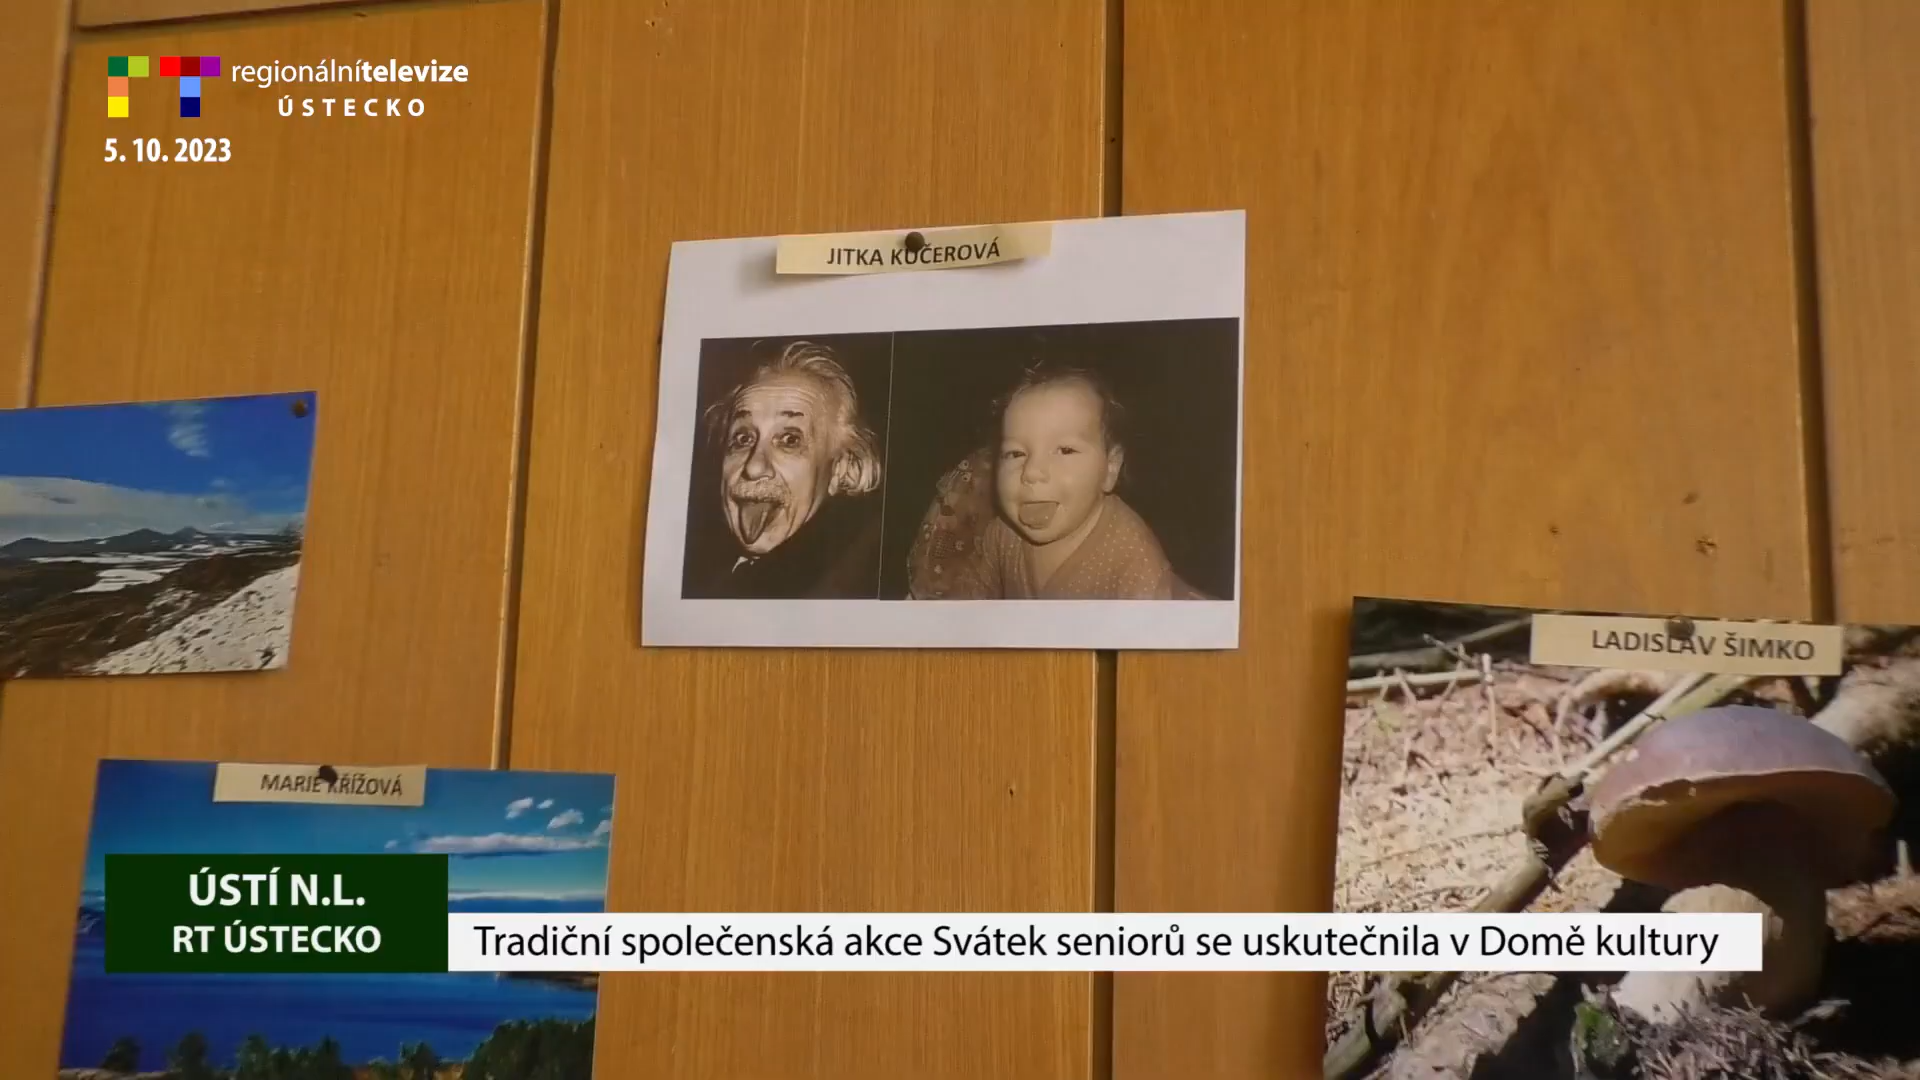 regionálnítelevize
ÚSTECKO
5. 10. 2023
JITKA KUČEROVÁ
LADISLAV ŠIMKO
MARIE KŘÍŽOVÁ
ÚSTÍ N.L.
RT ÚSTECKO
Tradiční společenská akce Svátek seniorů se uskutečnila v Domě kultury